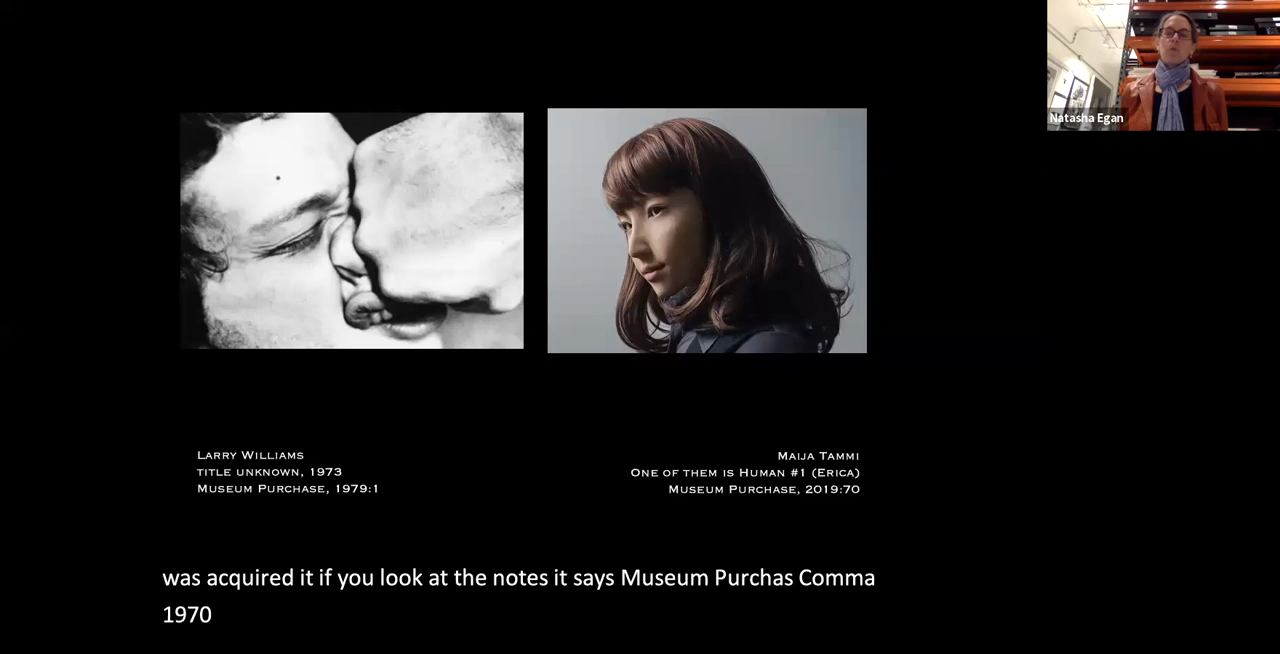 Natasha Egan
LARRY WILLIAMS
TITLE UNKNOWN, 1973
MUSEUM PURCHASE, 1979:1
MAIJA TAMMI
ONE OF THEM IS HUMAN #1 (ERICA)
MUSEUM PURCHASE, 2019:70
was acquired it if you look at the notes it says Museum Purchas Comma
1970